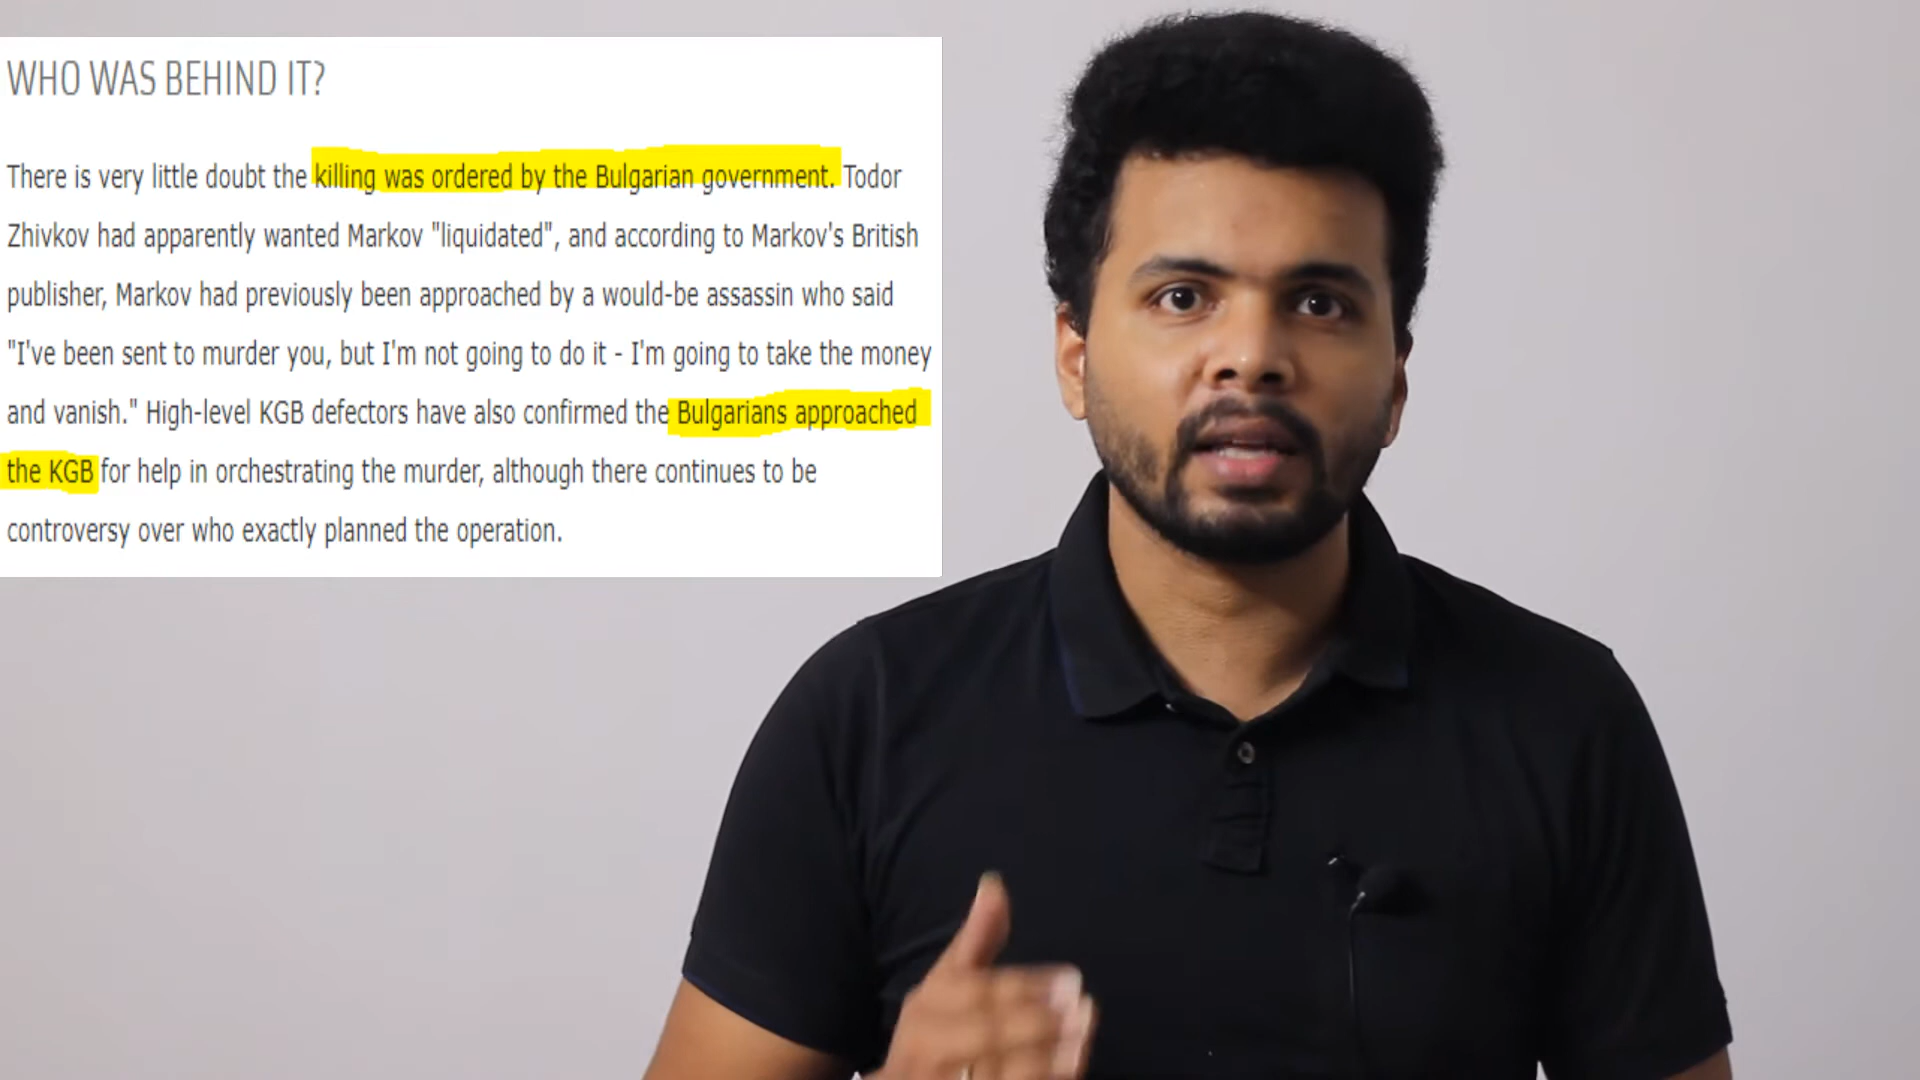 WHO WAS BEHIND IT?
There is very little doubt the killing was ordered by the Bulgarian government. Todor
Zhivkov had apparently wanted Markov "liquidated", and according to Markov's British
publisher, Markov had previously been approached by a would-be assassin who said
"I've been sent to murder you, but I'm not going to do it - I'm going to take the money
and vanish." High-level KGB defectors have also confirmed the Bulgarians approached
the KGB for help in orchestrating the murder, although there continues to be
controversy over who exactly planned the operation.